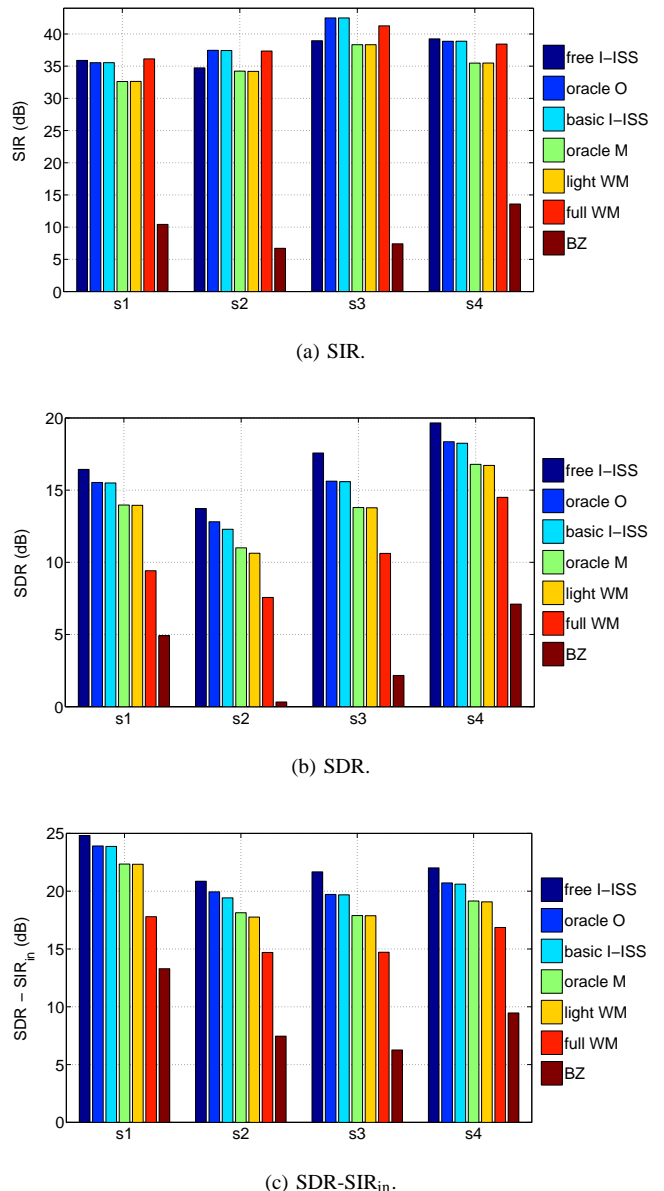 40
35
30
25
20
15
10
5
0
SIR (dB)
s1 s2 s3 s4
free I−ISS
oracle O
basic I−ISS
oracle M
light WM
full WM
BZ
(a) SIR.
20
15
10
5
0
SDR (dB)
s1 s2 s3 s4
free I−ISS
oracle O
basic I−ISS
oracle M
light WM
full WM
BZ
(b) SDR.
25
20
15
10
5
0
SDR − SIRin (dB)
s1 s2 s3 s4
free I−ISS
oracle O
basic I−ISS
oracle M
light WM
full WM
BZ
(c) SDR-SIRin.